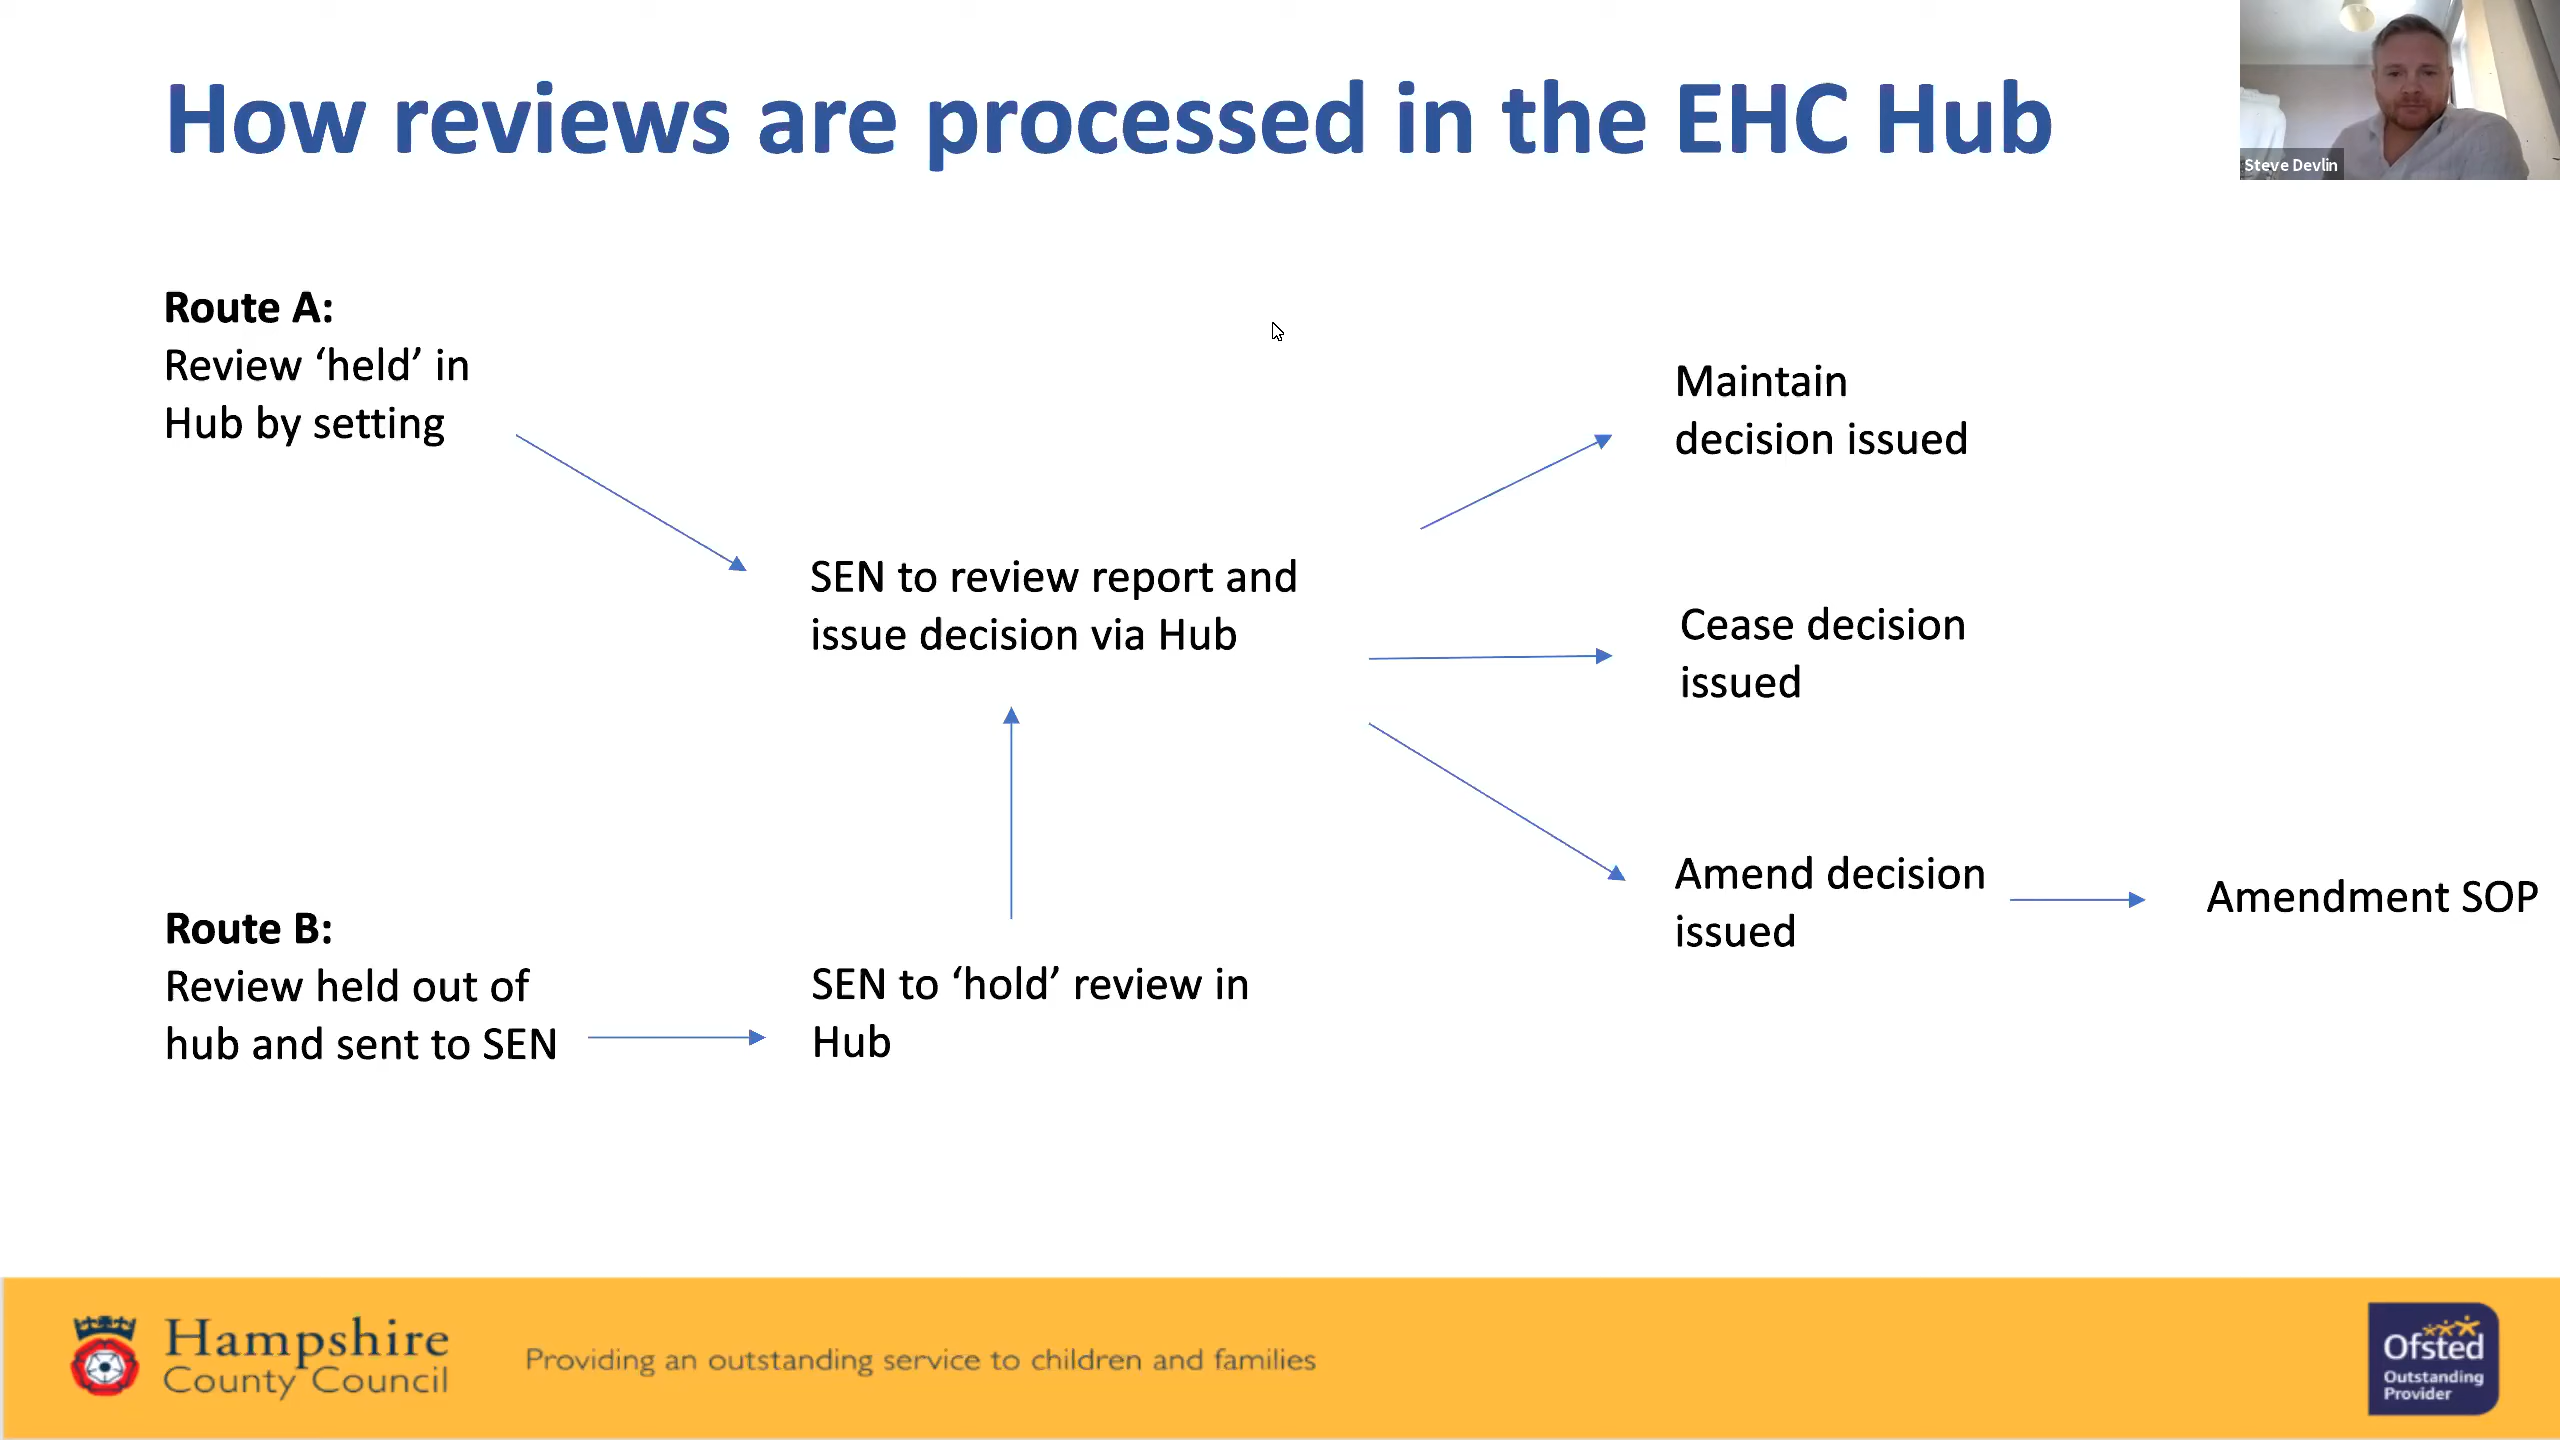 How reviews are processed in the EHC Hub
Steve Devlin
Route A:
Review ‘held’ in
Hub by setting
SEN to review report and
issue decision via Hub
Maintain
decision issued
Cease decision
issued
Amend decision
issued
Amendment SOP
Route B:
Review held out of
hub and sent to SEN
SEN to ‘hold’ review in
Hub
Hampshire
County Council
Providing an outstanding service to children and families
Ofsted
Outstanding
Provider